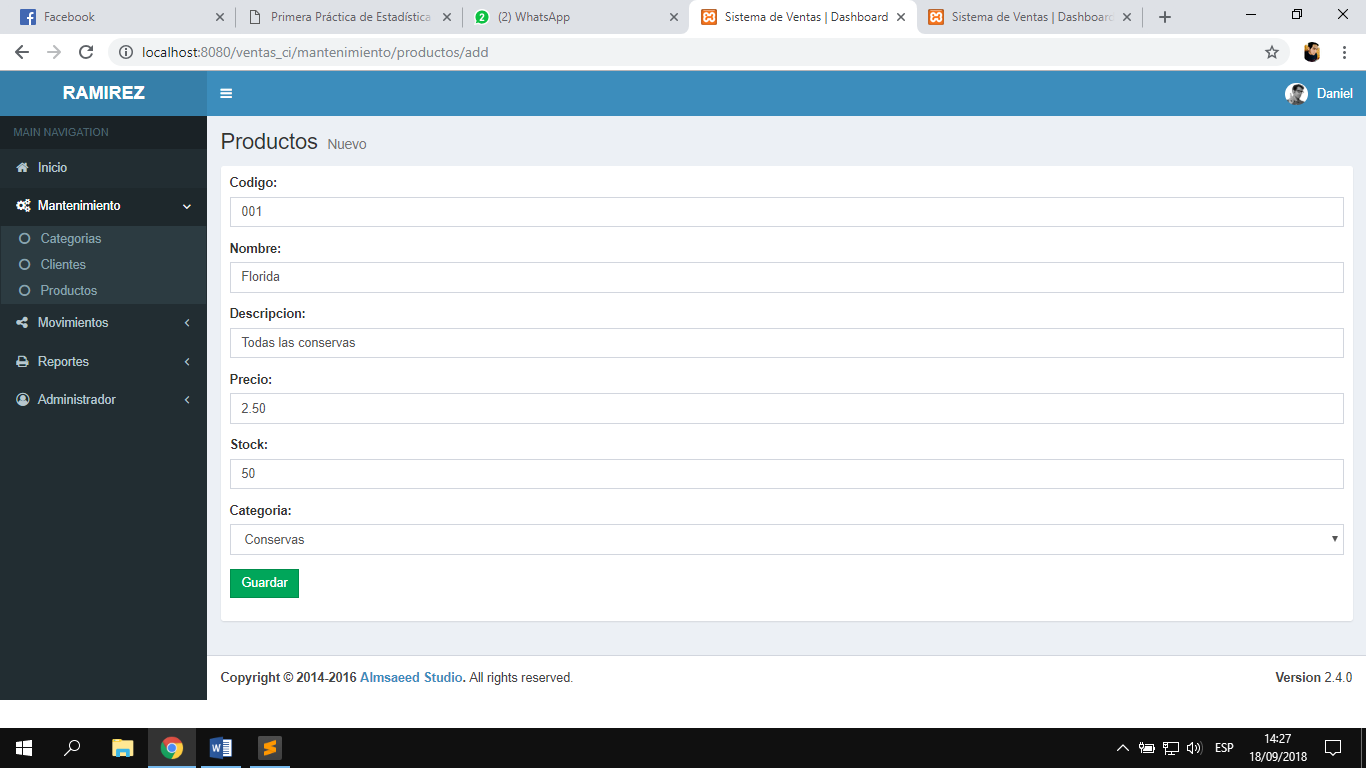 Facebook
Primera Práctica de Estadística
2 (2) WhatsApp
Sistema de Ventas | Dashboard
Sistema de Ventas | Dashboard
localhost:8080/ventas_ci/mantenimiento/productos/add
RAMIREZ
Daniel
MAIN NAVIGATION
Inicio
Mantenimiento
Categorias
Clientes
Productos
Movimientos
Reportes
Administrador
Productos Nuevo
Codigo:
001
Nombre:
Florida
Descripcion:
Todas las conservas
Precio:
2.50
Stock:
50
Categoria:
Conservas
Guardar
Copyright © 2014-2016 Almsaeed Studio. All rights reserved.
Version 2.4.0
ESP
14:27
18/09/2018